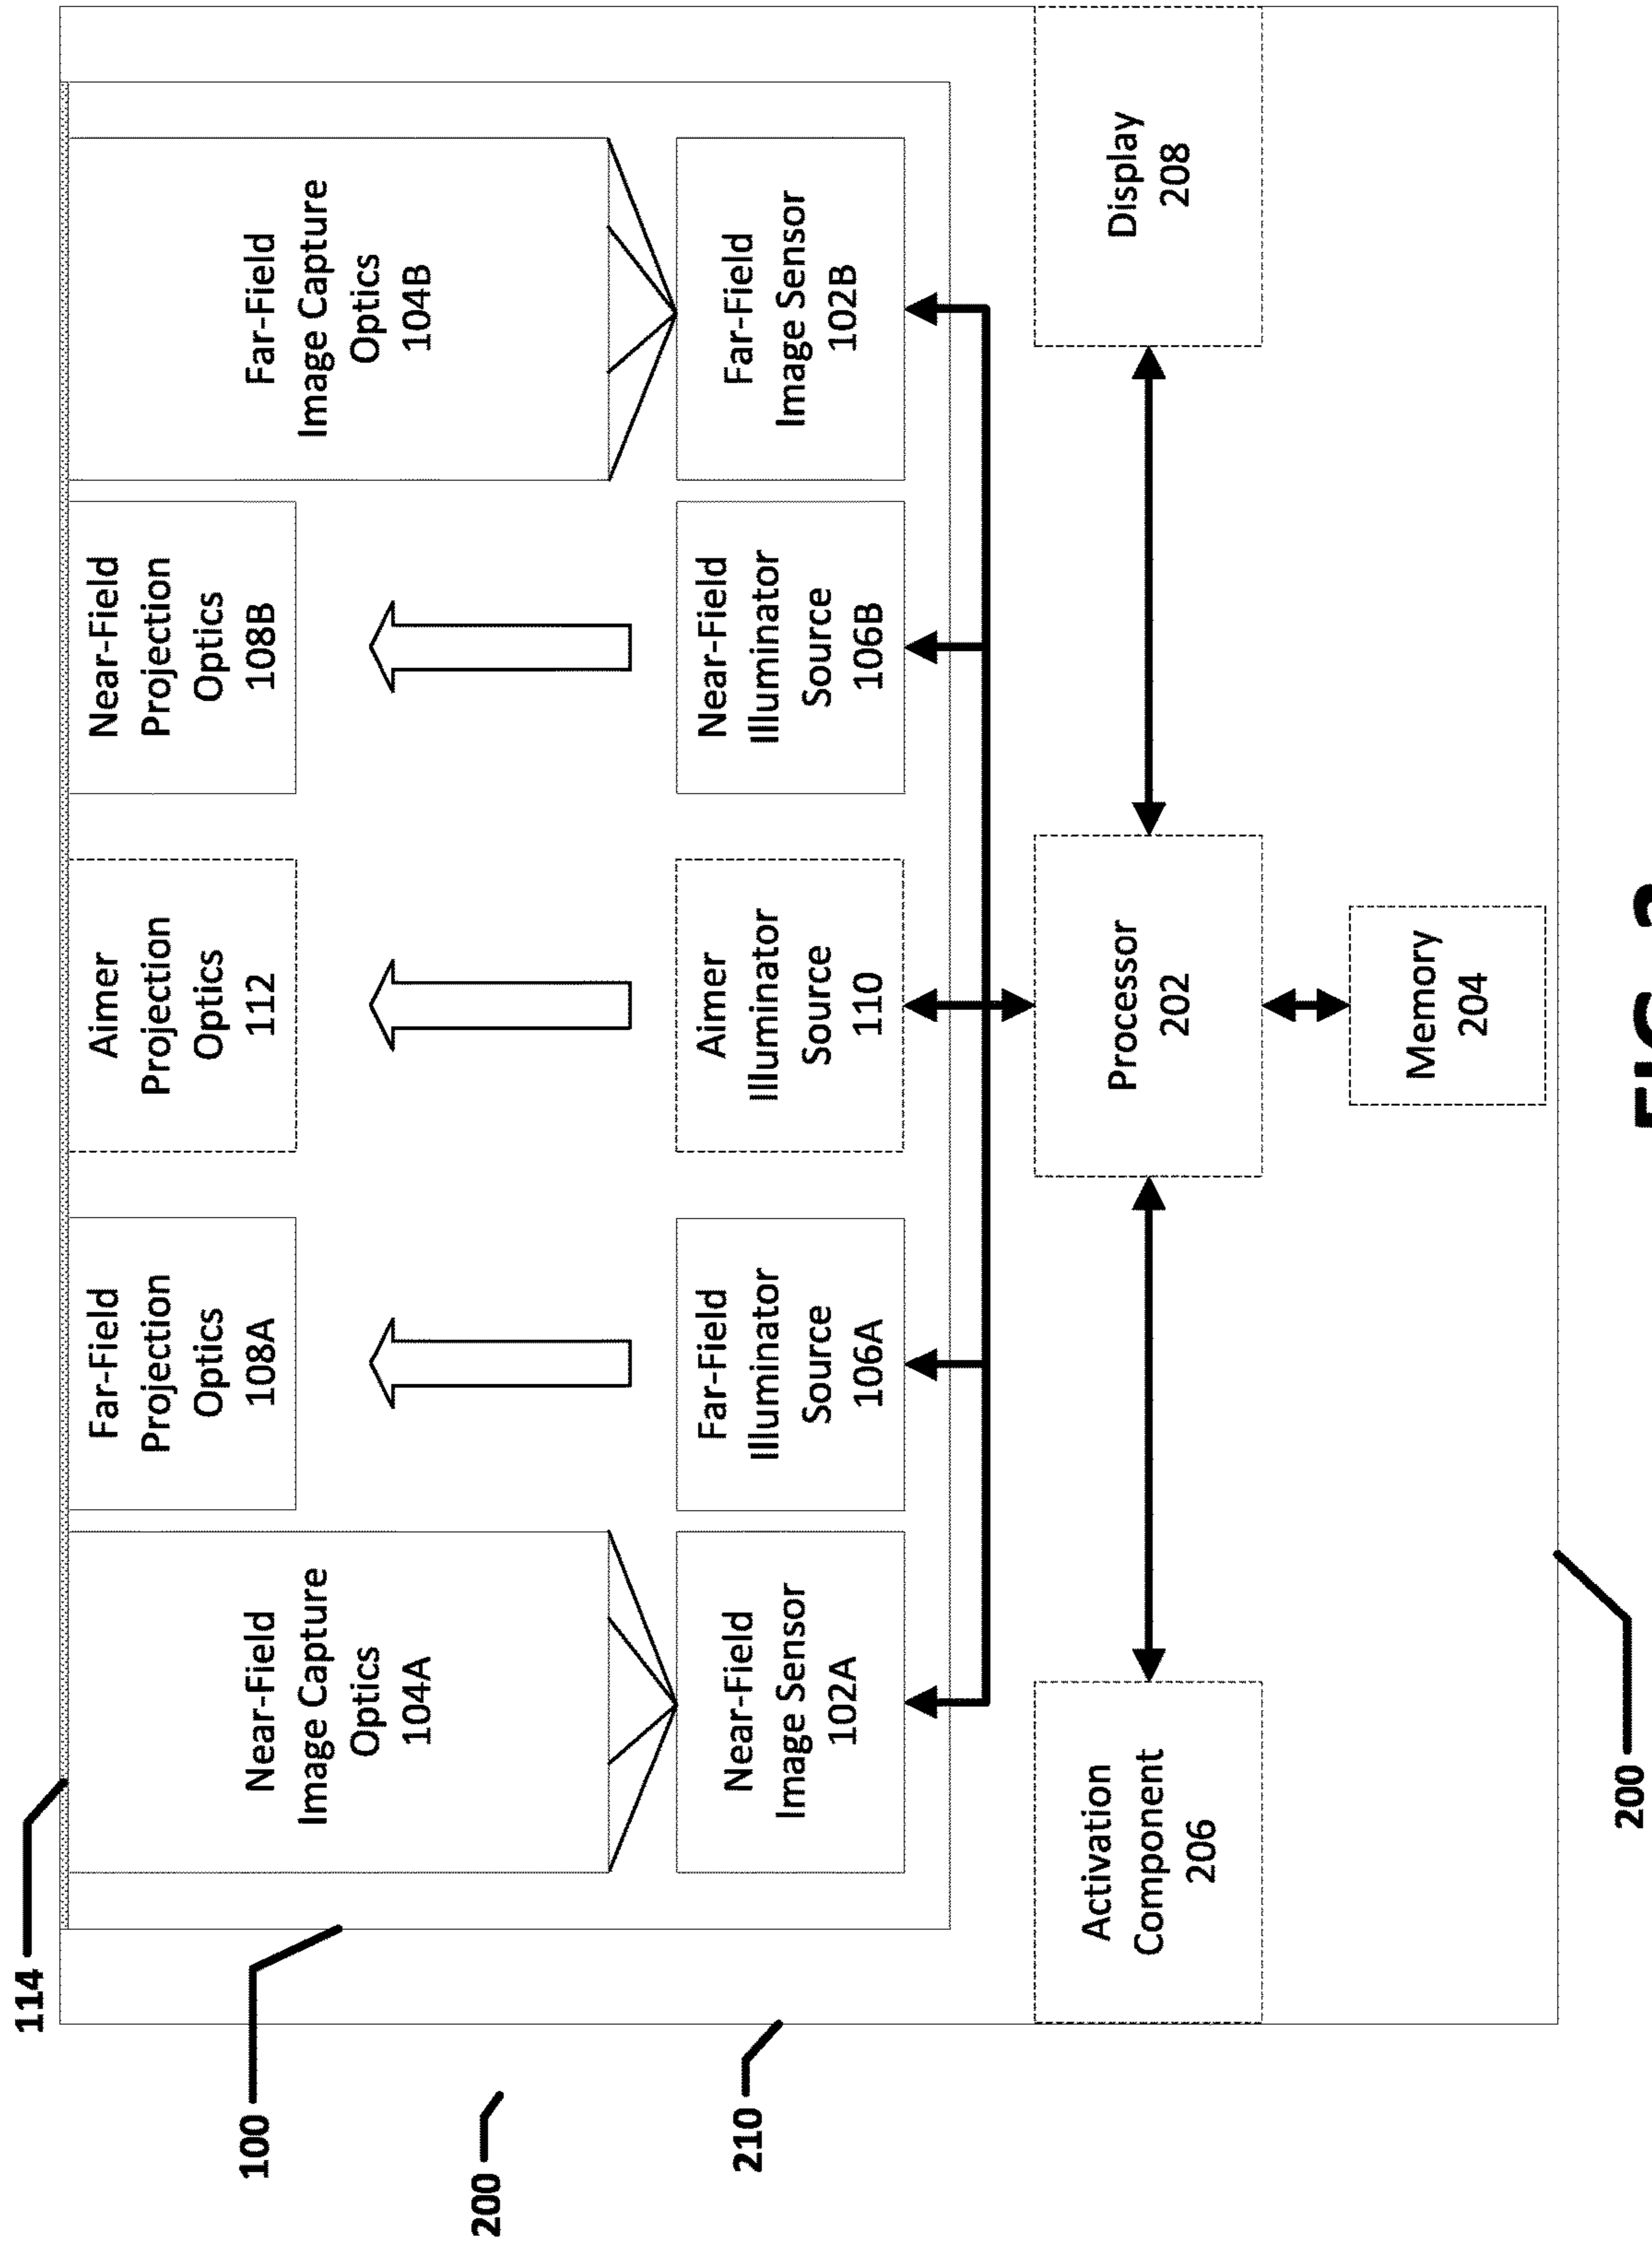 114
100
200
210
Near-Field
Image Capture
Optics
104A
Far-Field
Projection
Optics
108A
Aimer
Projection
Optics
112
Near-Field
Projection
Optics
108B
Far-Field
Image Capture
Optics
104B
Near-Field
Image Sensor
102A
Far-Field
Illuminator
Source
106A
Aimer
Illuminator
Source
110
Near-Field
Illuminator
Source
106B
Far-Field
Image Sensor
102B
Activation
Component
206
Processor
202
Display
208
Memory
204
200
FIG.